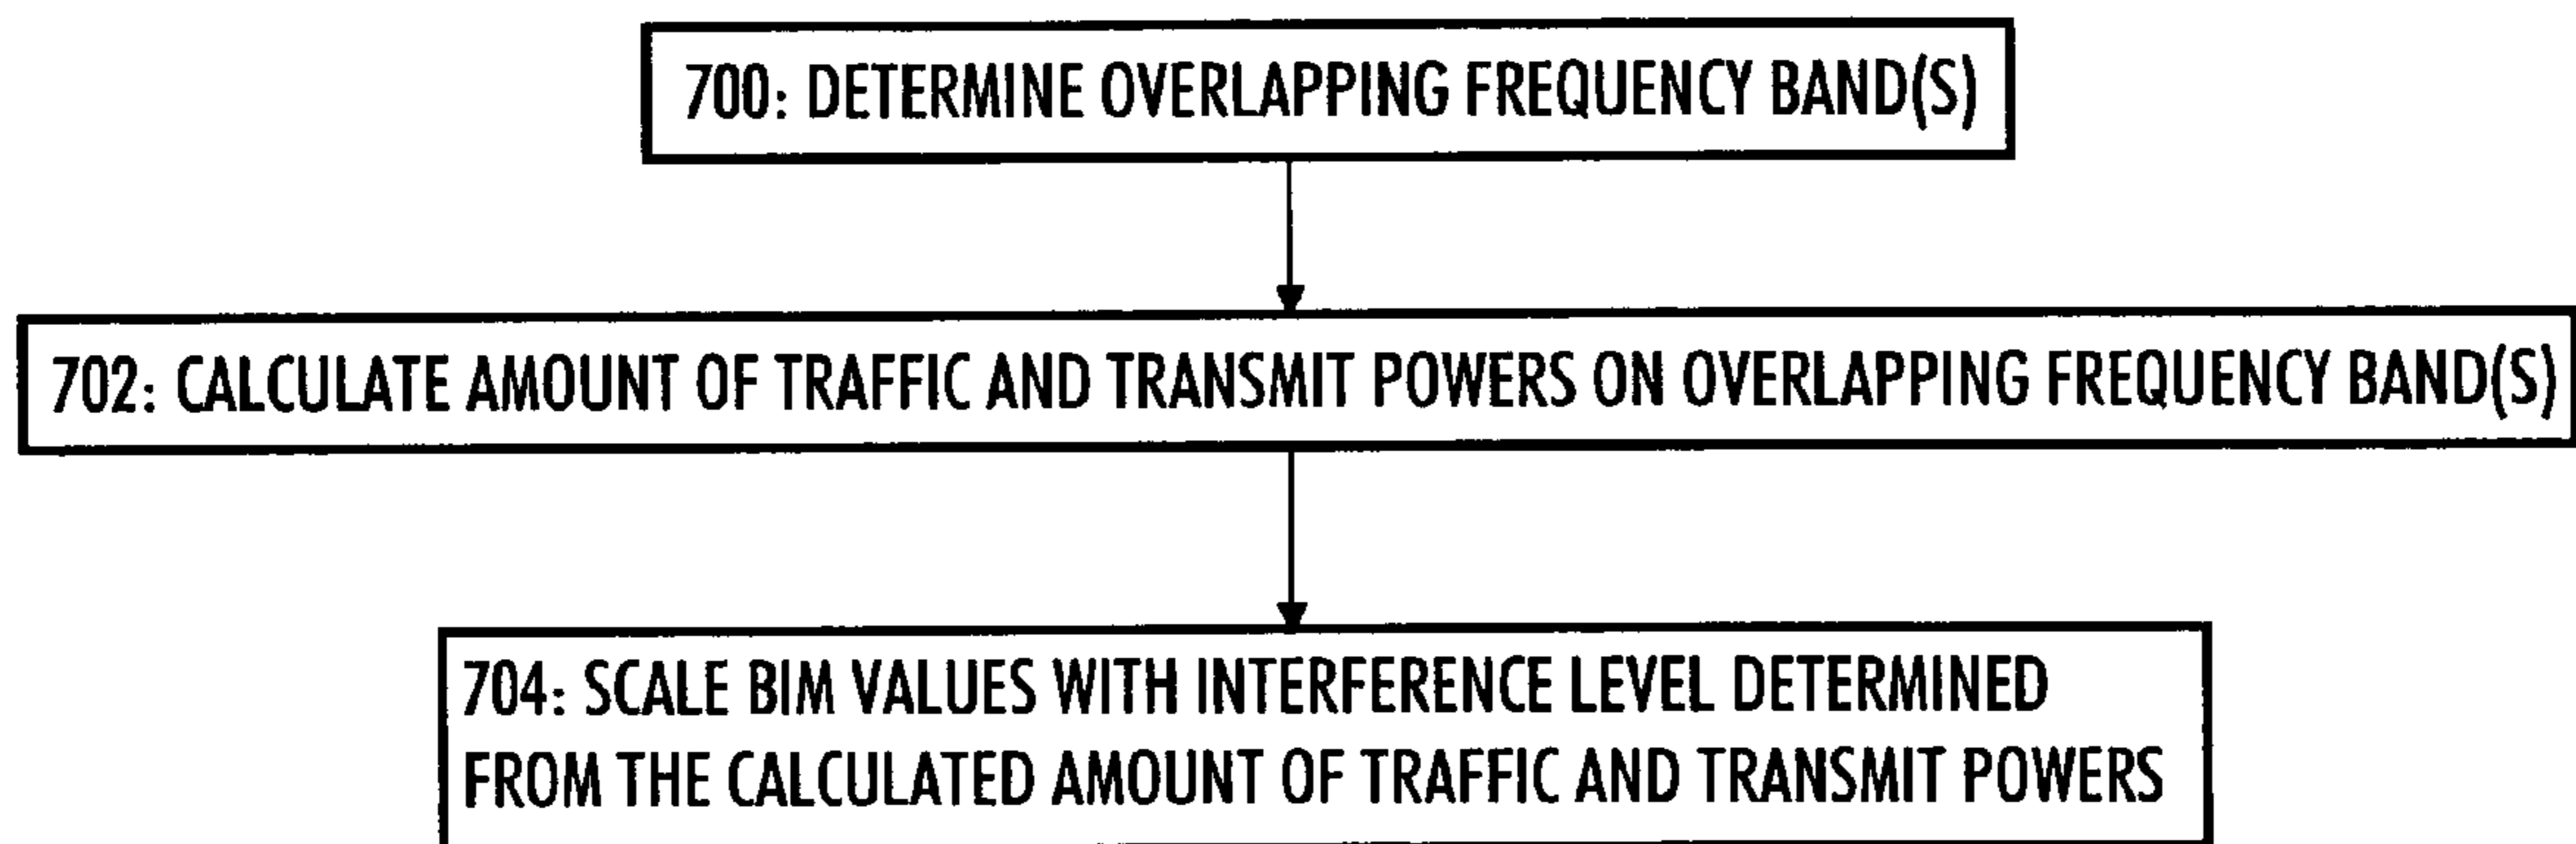 700: DETERMINE OVERLAPPING FREQUENCY BAND(S)
702: CALCULATE AMOUNT OF TRAFFIC AND TRANSMIT POWERS ON OVERLAPPING FREQUENCY BAND(S)
704: SCALE BIM VALUES WITH INTERFERENCE LEVEL DETERMINED
FROM THE CALCULATED AMOUNT OF TRAFFIC AND TRANSMIT POWERS